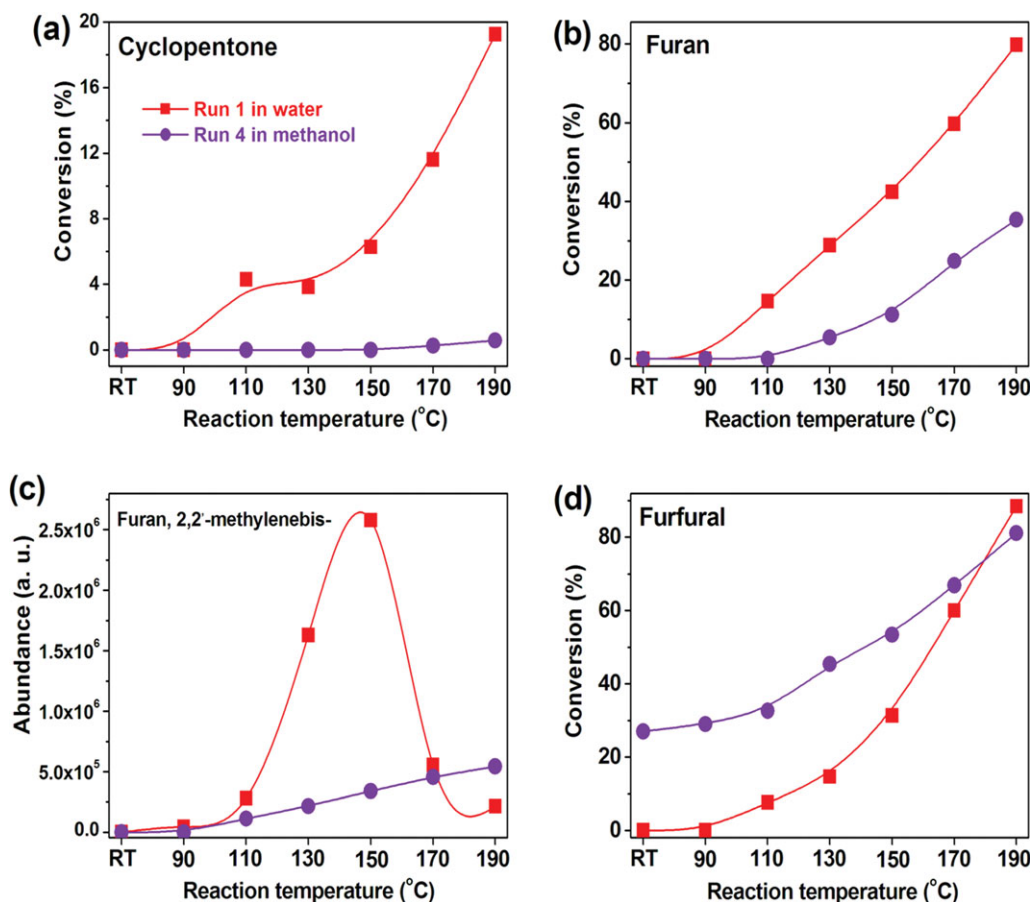 (a)
Cyclopentone
Run 1 in water
Run 4 in methanol
Conversion (%)
20
16
12
8
4
0
RT 90 110 130 150 170 190
Reaction temperature (°C)
(b)
Furan
Conversion (%)
80
60
40
20
0
RT 90 110 130 150 170 190
Reaction temperature (°C)
(c)
Furan, 2,2'-methylenebis-
Abundance (a. u.)
2.5x10⁶
2.0x10⁶
1.5x10⁶
1.0x10⁶
5.0x10⁵
0.0
RT 90 110 130 150 170 190
Reaction temperature (°C)
(d)
Furfural
Conversion (%)
80
60
40
20
0
RT 90 110 130 150 170 190
Reaction temperature (°C)